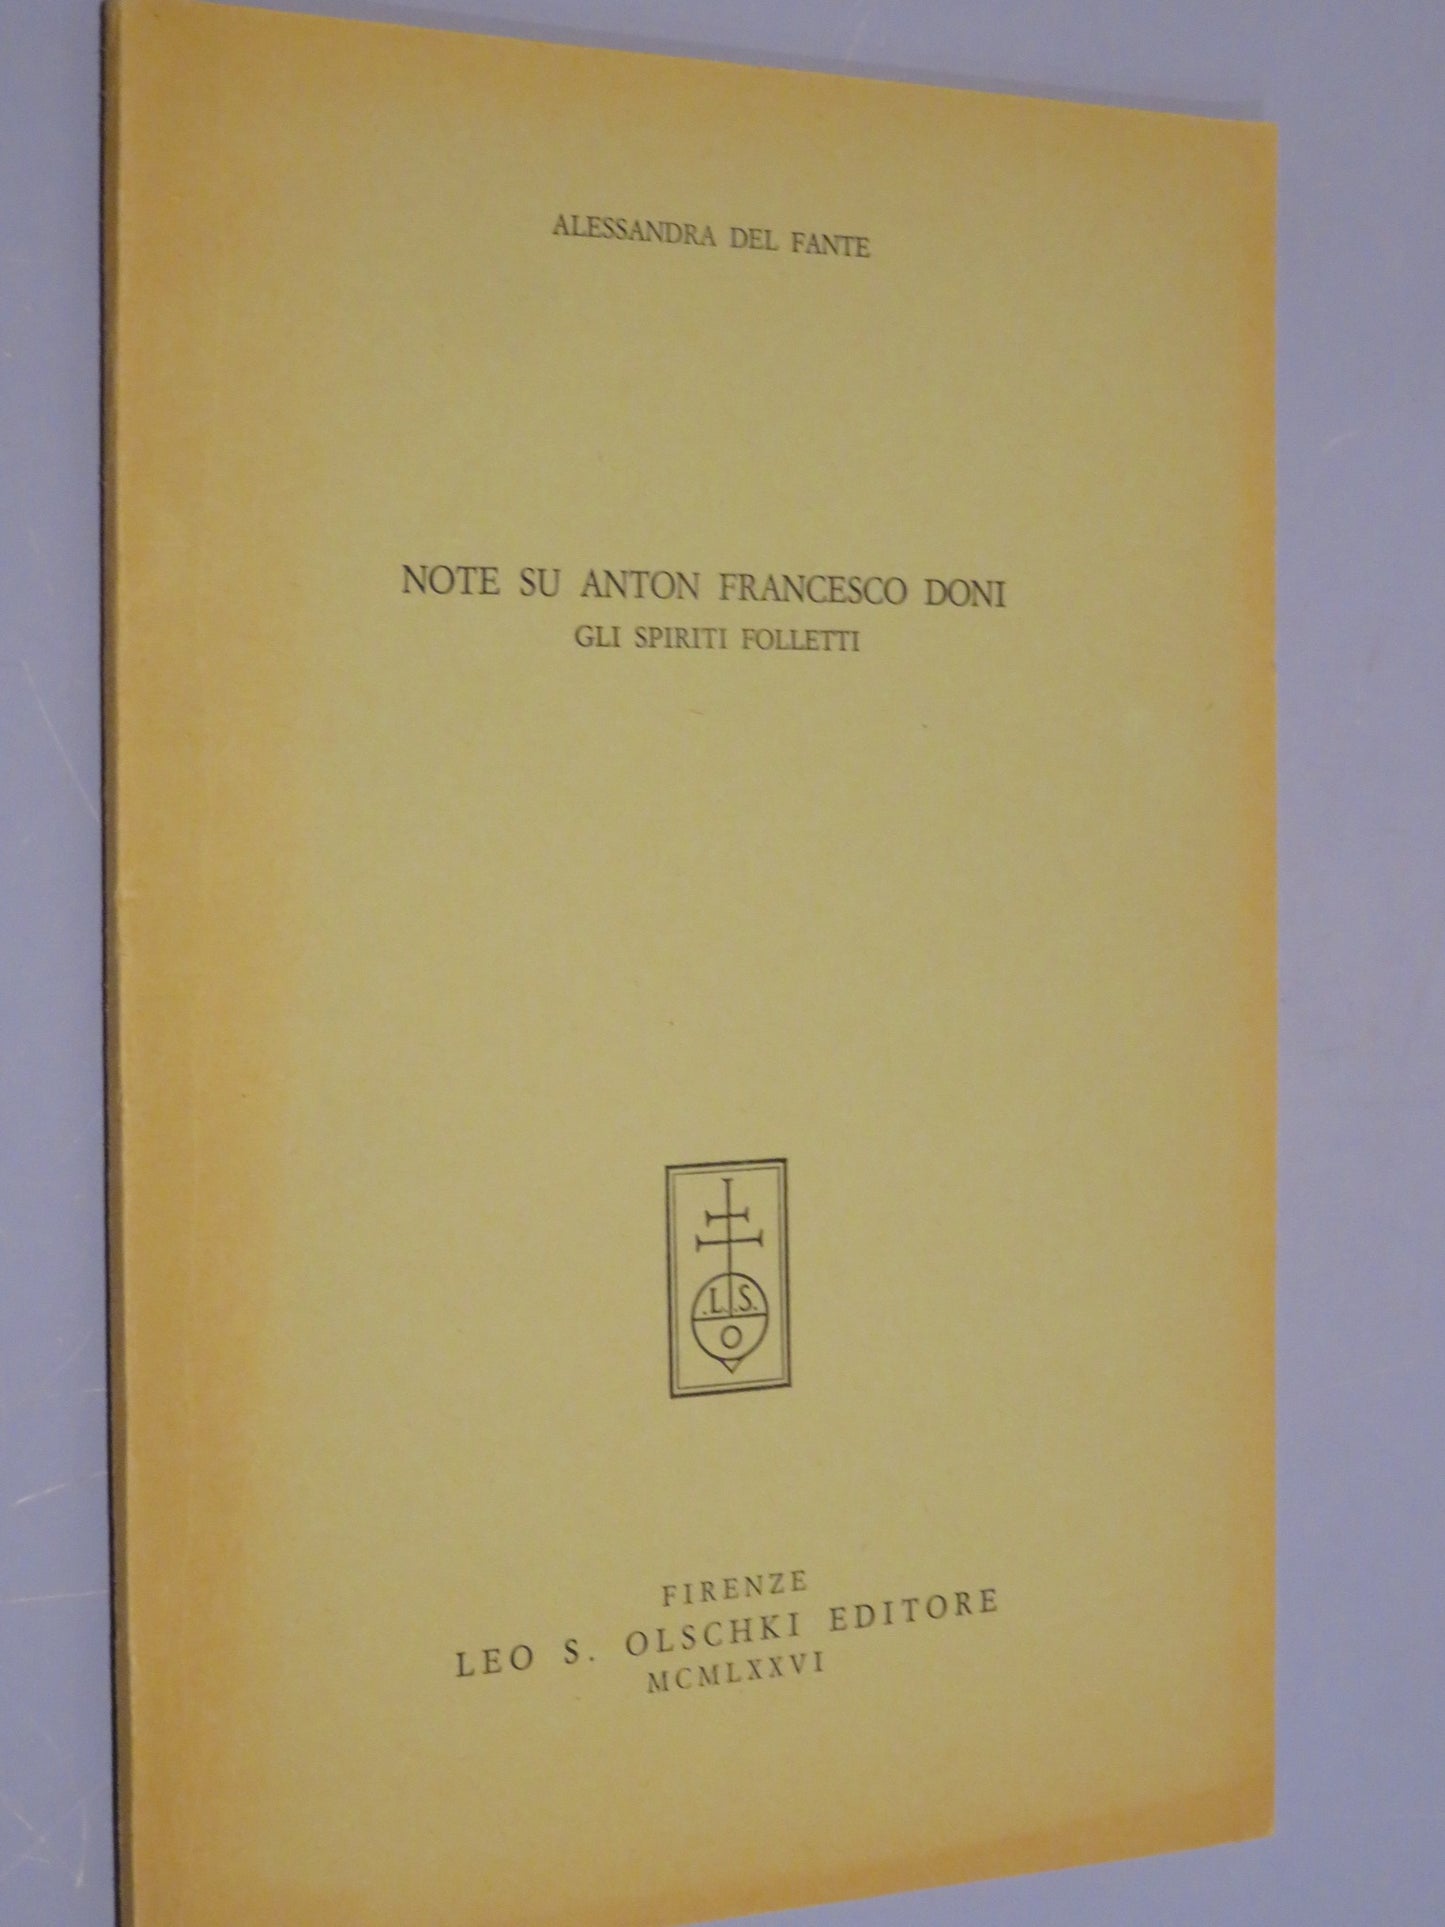 ALESSANDRA DEL FANTE
NOTE SU ANTON FRANCESCO DONI
GLI SPIRITI FOLLETTI
.L.S.
O
FIRENZE
LEO S. OLSCHKI EDITORE
MCMLXXVI